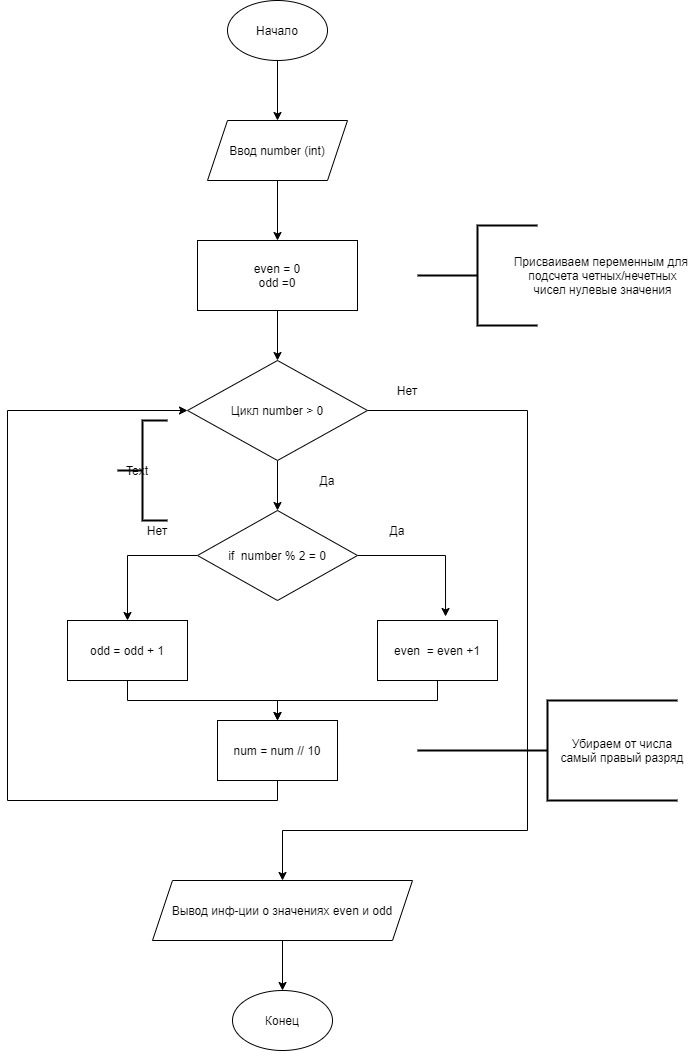 Начало
Ввод number (int)
even = 0
odd =0
Присваиваем переменным для
подсчета четных/нечетных
чисел нулевые значения
Цикл number > 0
Нет
Text
Да
Нет
Да
if number % 2 = 0
odd = odd + 1
even = even +1
num = num // 10
Убираем от числа
самый правый разряд
Вывод инф-ции о значениях even и odd
Конец